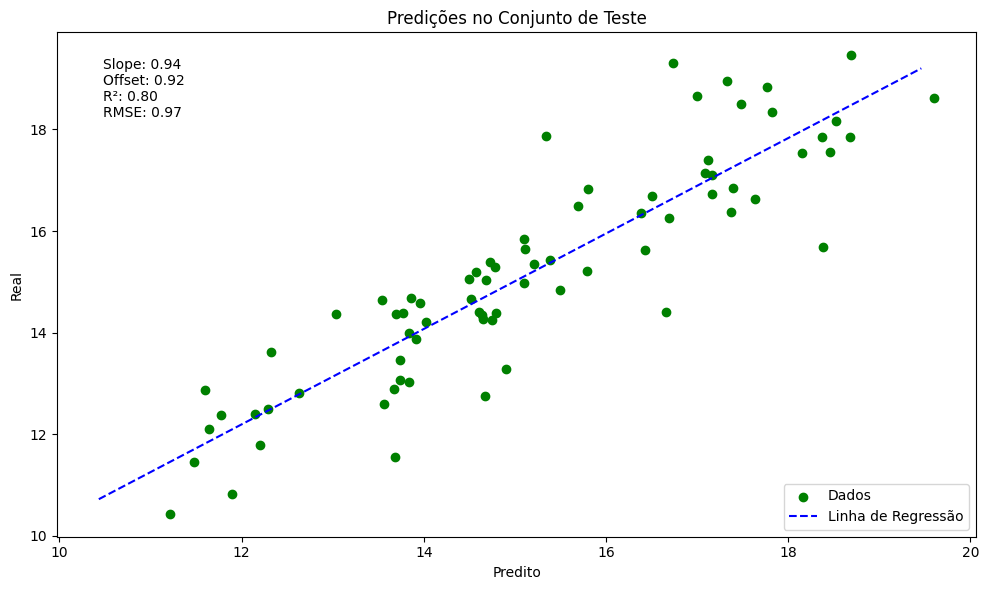 Predições no Conjunto de Teste
Slope: 0.94
Offset: 0.92
R²: 0.80
RMSE: 0.97
Real
18
16
14
12
10
Dados
Linha de Regressão
10 12 14 16 18 20
Predito